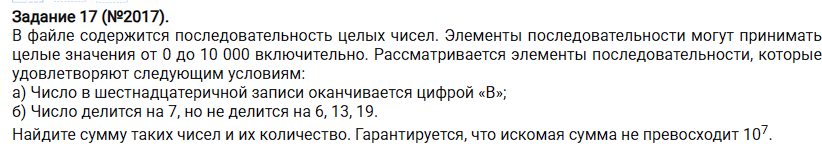 Задание 17 (№2017).
В файле содержится последовательность целых чисел. Элементы последовательности могут принимать
целые значения от 0 до 10 000 включительно. Рассматривается элементы последовательности, которые
удовлетворяют следующим условиям:
а) Число в шестнадцатеричной записи оканчивается цифрой «B»;
б) Число делится на 7, но не делится на 6, 13, 19.
Найдите сумму таких чисел и их количество. Гарантируется, что искомая сумма не превосходит 10⁷.